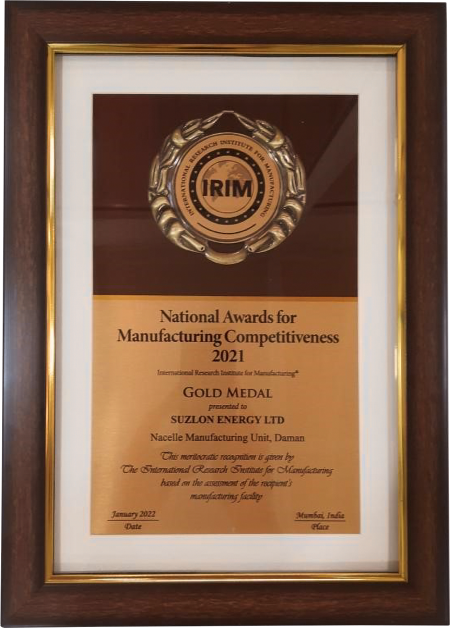 INTERNATIONAL RESEARCH INSTITUTE FOR MANUFACTURING
IRIM
National Awards for
Manufacturing Competitiveness
2021
International Research Institute for Manufacturing®
GOLD MEDAL
presented to
SUZLON ENERGY LTD
Nacelle Manufacturing Unit, Daman
This meritocratic recognition is given by
The International Research Institute for Manufacturing
based on the assessment of the recipient's
manufacturing facility
January 2022 Mumbai, India
Date Place